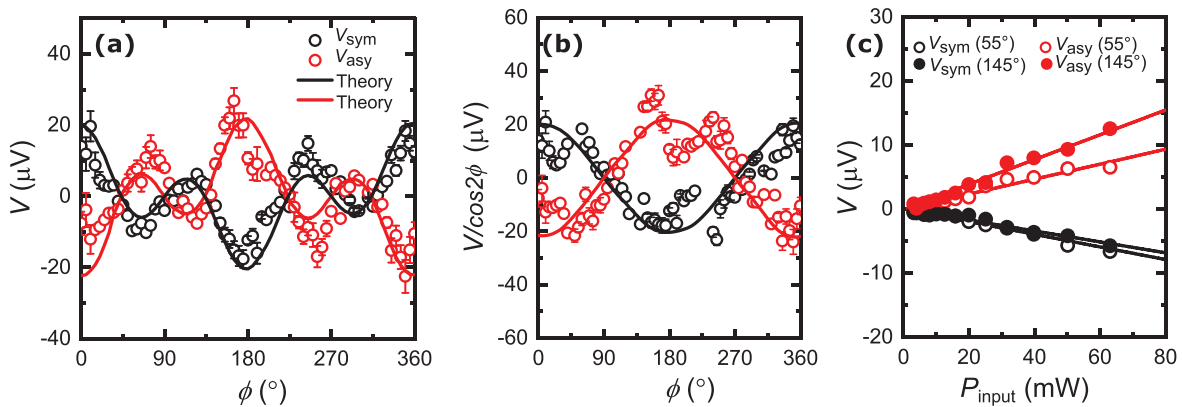 (a)
V_sym
V_asy
Theory
Theory
40
20
0
-20
-40
V (μV)
0 90 180 270 360
ϕ (°)
(b)
60
40
20
0
-20
-40
-60
V/cos2ϕ (μV)
0 90 180 270 360
ϕ (°)
(c)
V_sym (55°) V_asy (55°)
V_sym (145°) V_asy (145°)
30
20
10
0
-10
-20
V (μV)
0 20 40 60 80
P_input (mW)